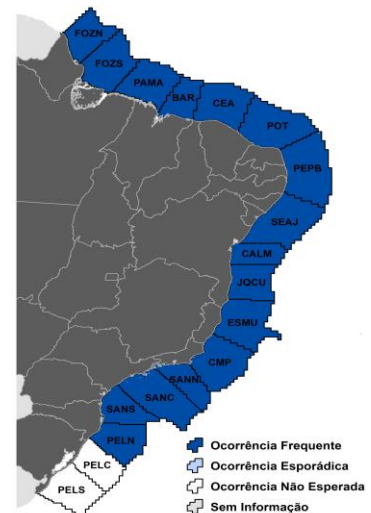 FOZN
FOZS
PAMA
BAR
CEA
POT
PEPB
SEAJ
CALM
JQCU
ESMU
CMP
SANN
SANC
SANS
PELN
PELC
PELS
Ocorrência Frequente
Ocorrência Esporádica
Ocorrência Não Esperada
Sem Informação